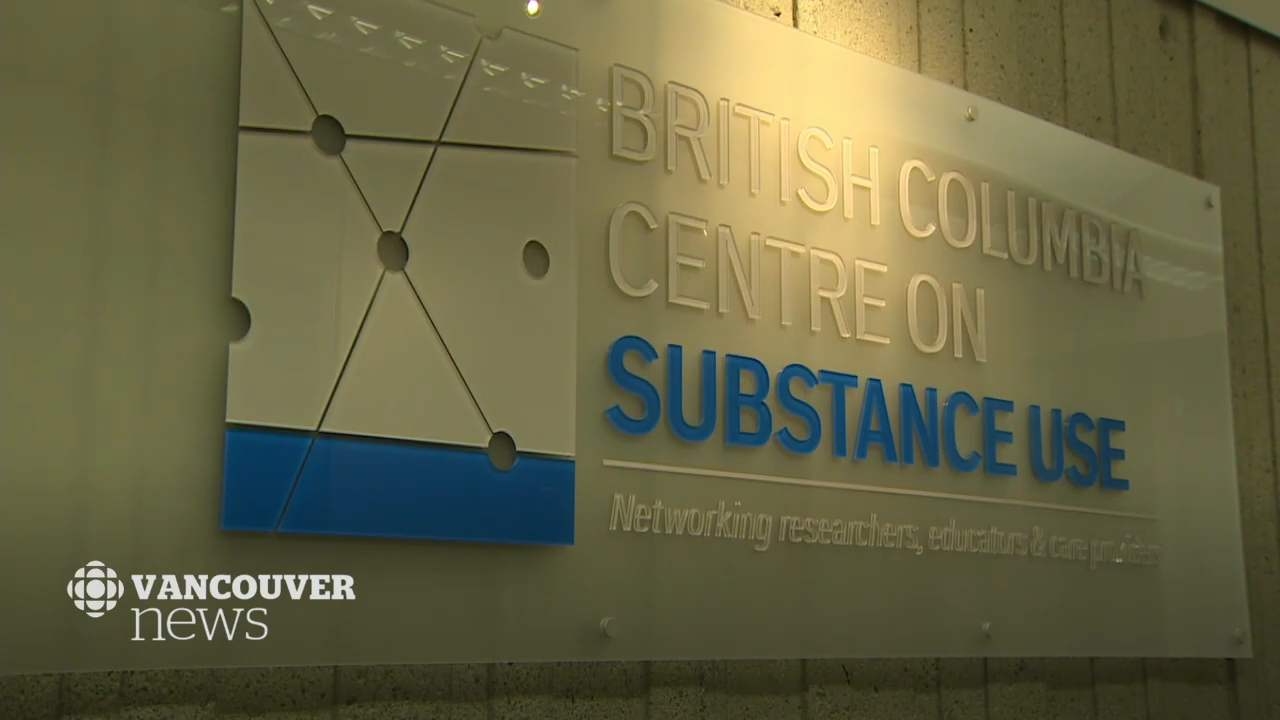 BRITISH COLUMBIA
CENTRE ON
SUBSTANCE USE
Networking researchers, educators & care providers
VANCOUVER
news